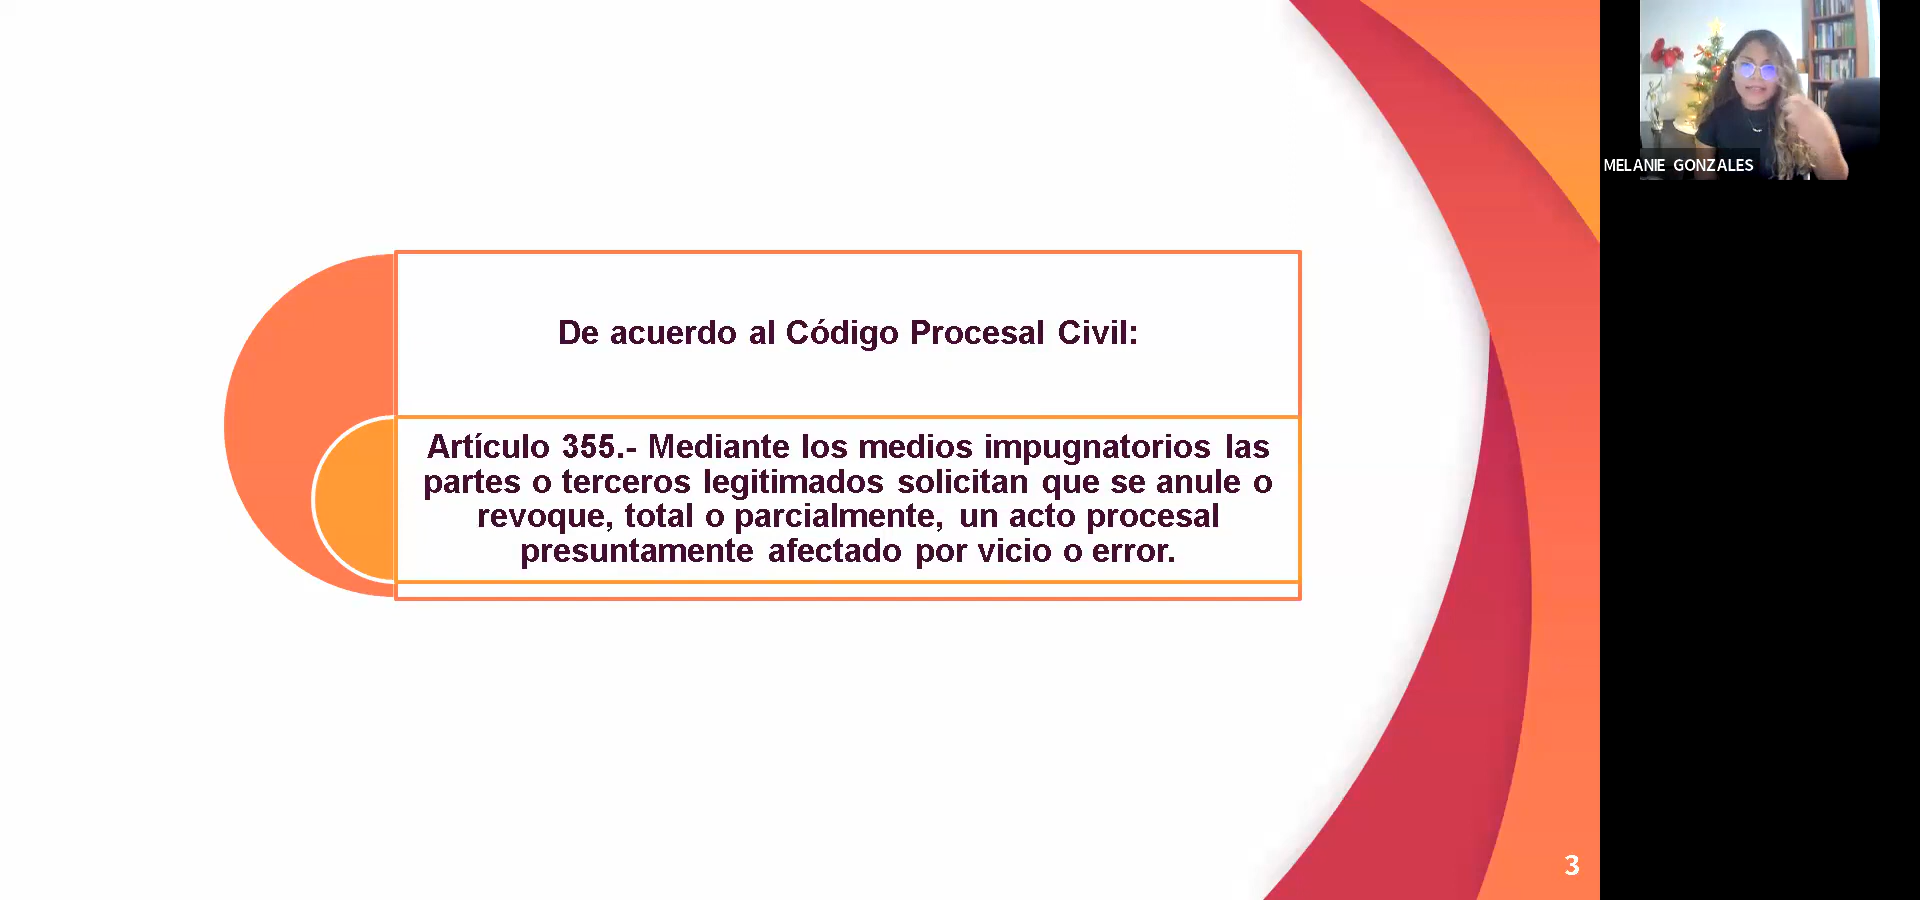 De acuerdo al Código Procesal Civil:
Artículo 355.- Mediante los medios impugnatorios las
partes o terceros legitimados solicitan que se anule o
revoque, total o parcialmente, un acto procesal
presuntamente afectado por vicio o error.
MELANIE GONZALES
3